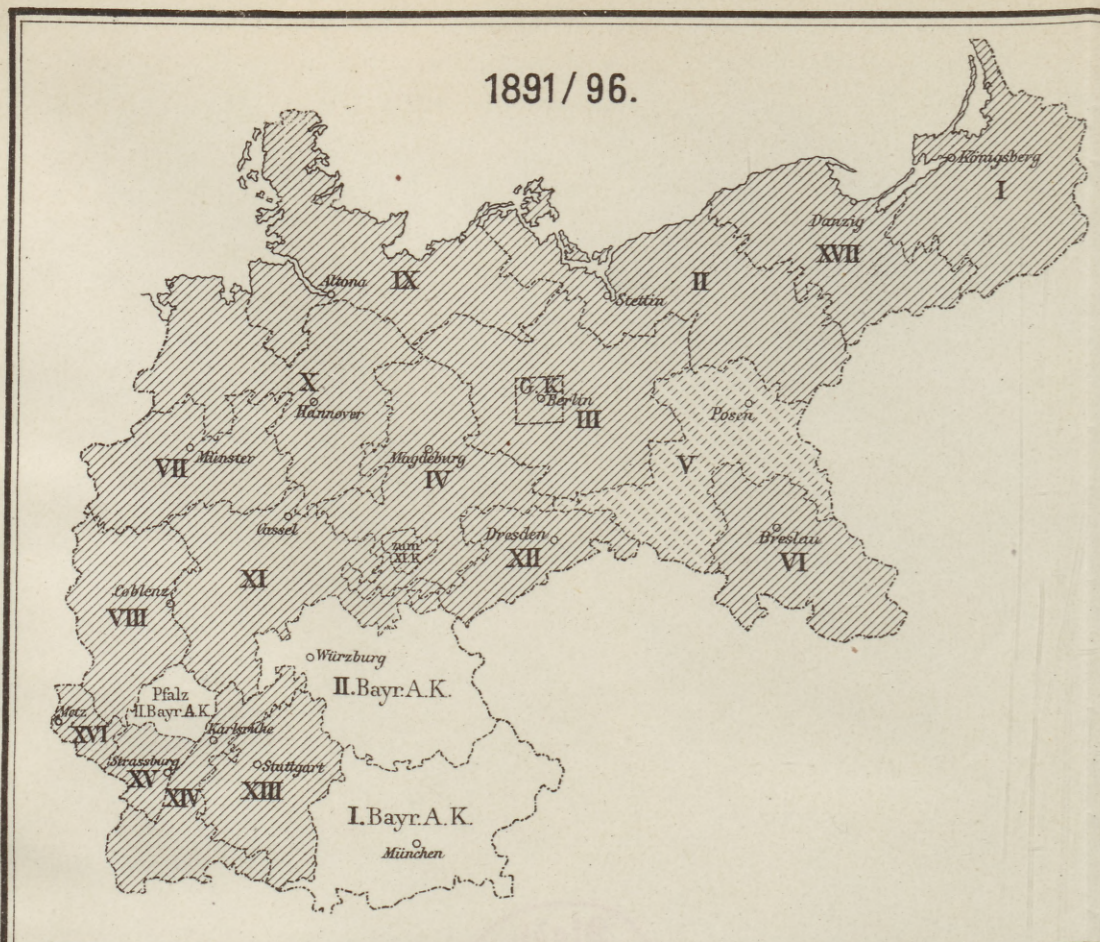 1891/96.
Königsberg
I
Danzig
XVII
IX
Altona
II
Stettin
X
Hannover
G.K.
Berlin
III
Posen
V
VII
Münster
Magdeburg
IV
Cassel
Dresden
XII
zum
XI.K
Breslau
VI
XI
Coblenz
VIII
Würzburg
II.Bayr.A.K.
Pfalz
II.Bayr.A.K.
Metz
XVI
Karlsruhe
Strassburg
XV
XIV
Stuttgart
XIII
I.Bayr.A.K.
München